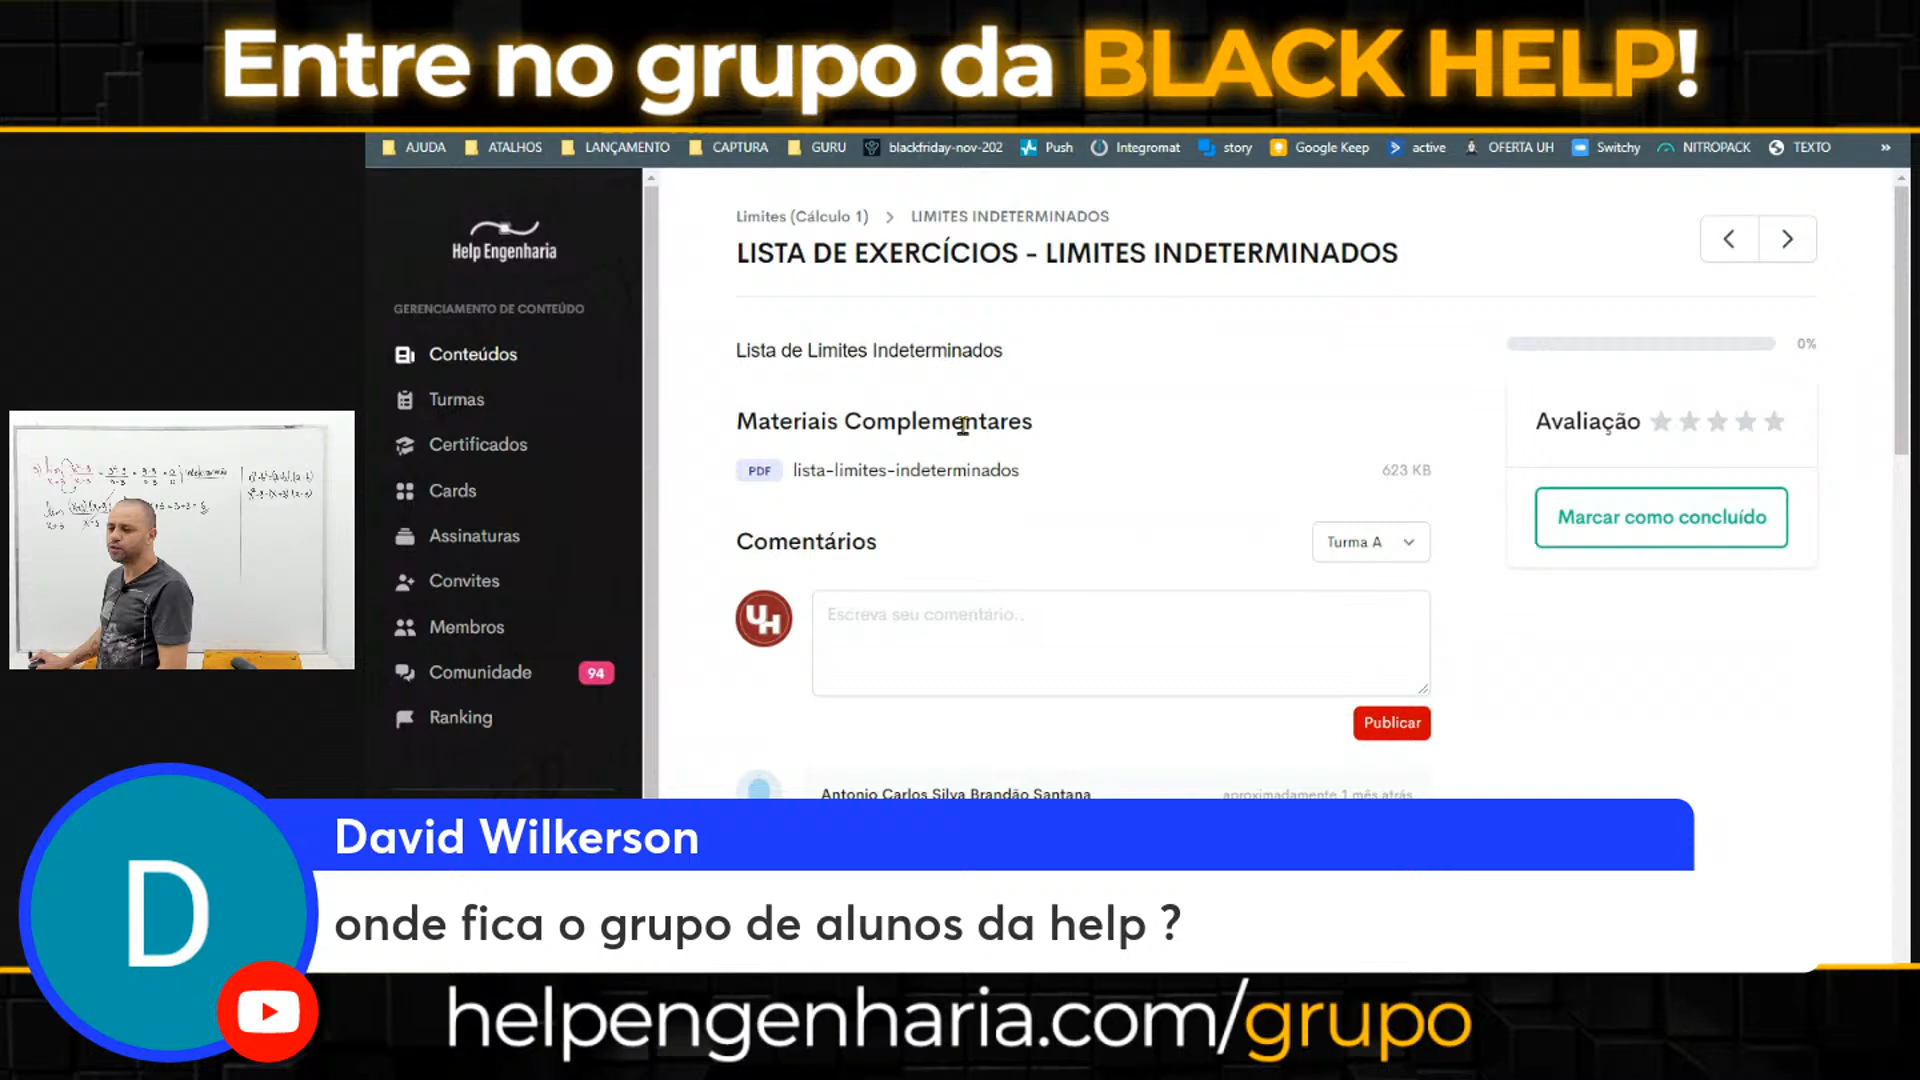 Entre no grupo da BLACK HELP!
AJUDA ATALHOS LANÇAMENTO CAPTURA GURU blackfriday-nov-202 Push Integromat story Google Keep active OFERTA UH Switchy NITROPACK TEXTO »
Help Engenharia
GERENCIAMENTO DE CONTEÚDO
Conteúdos
Turmas
Certificados
Cards
Assinaturas
Convites
Membros
Comunidade 94
Ranking
Limites (Cálculo 1) > LIMITES INDETERMINADOS
LISTA DE EXERCÍCIOS - LIMITES INDETERMINADOS
Lista de Limites Indeterminados
0%
Materiais Complementares
PDF lista-limites-indeterminados 623 KB
Avaliação
Marcar como concluído
Comentários
Turma A
UH
Escreva seu comentário..
Publicar
Antonio Carlos Silva Brandão Santana aproximadamente 1 mês atrás
D
David Wilkerson
onde fica o grupo de alunos da help ?
helpengenharia.com/grupo